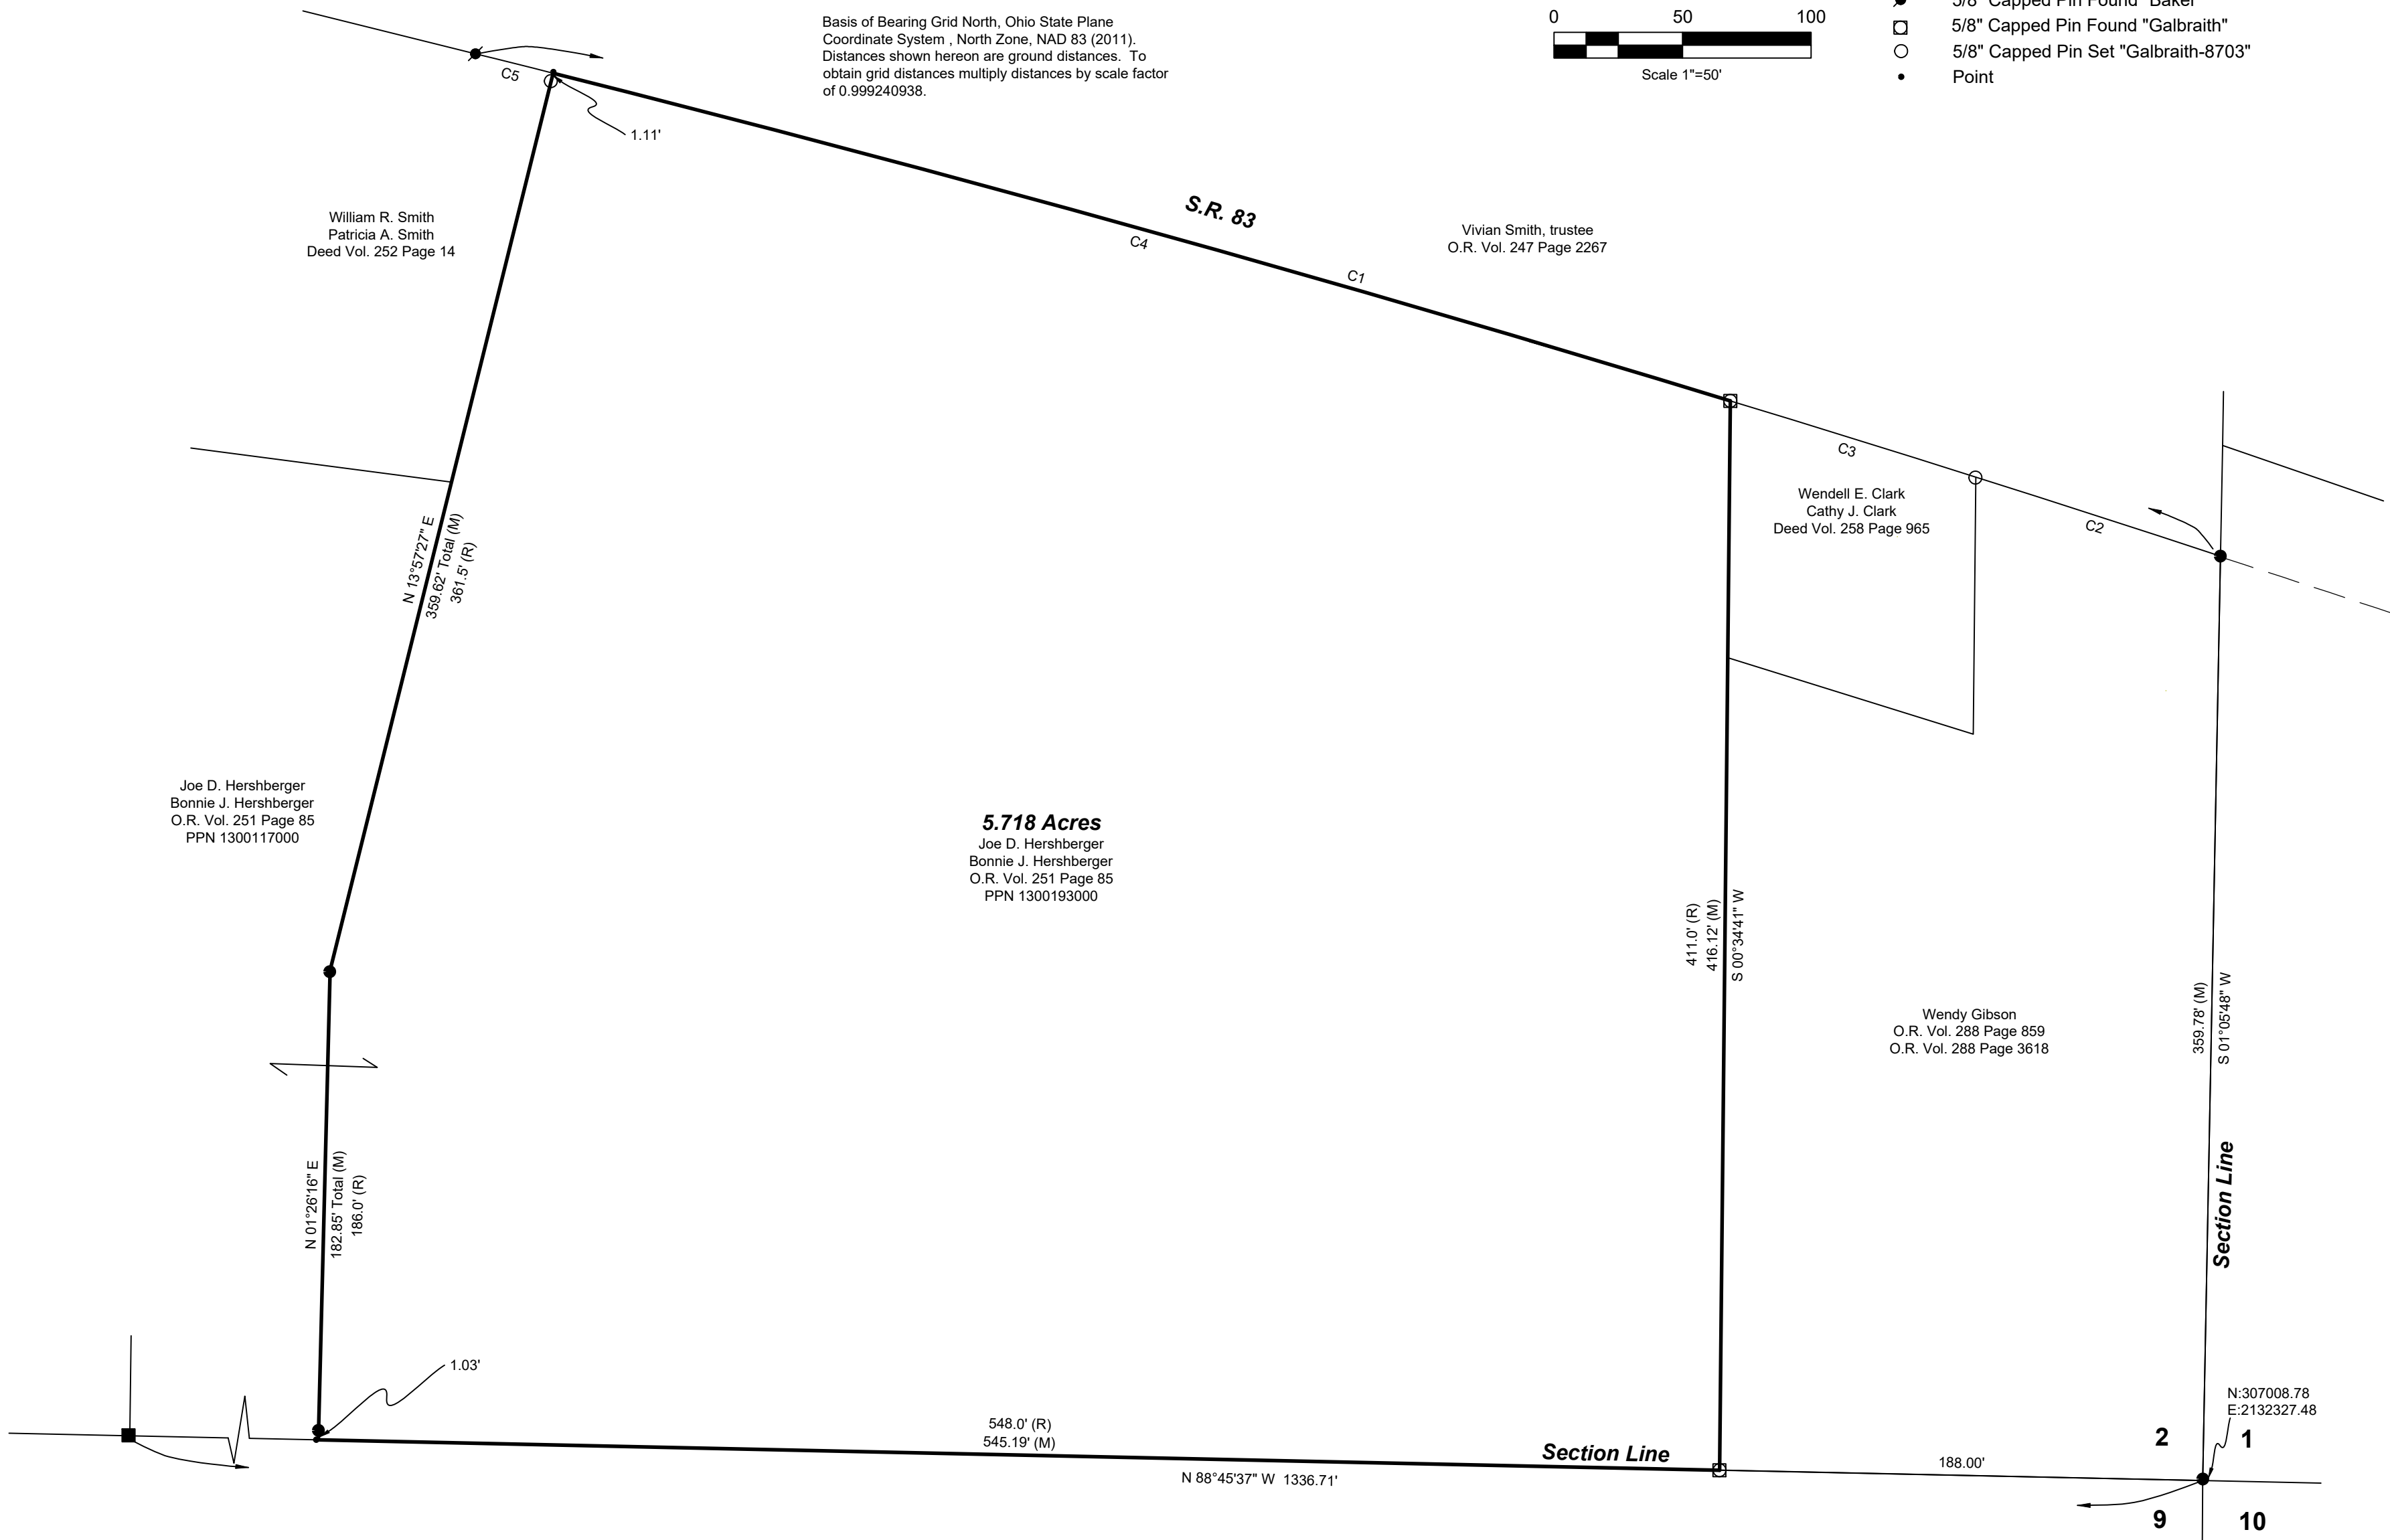 Basis of Bearing Grid North, Ohio State Plane
Coordinate System , North Zone, NAD 83 (2011).
Distances shown hereon are ground distances.  To
obtain grid distances multiply distances by scale factor
of 0.999240938.
0 50 100
Scale 1"=50'
5/8" Capped Pin Found "Baker"
5/8" Capped Pin Found "Galbraith"
5/8" Capped Pin Set "Galbraith-8703"
Point
C5
1.11'
S.R. 83
C4
C1
William R. Smith
Patricia A. Smith
Deed Vol. 252 Page 14
Vivian Smith, trustee
O.R. Vol. 247 Page 2267
C3
C2
Wendell E. Clark
Cathy J. Clark
Deed Vol. 258 Page 965
N 13°57'27" E
359.62' Total (M)
361.5' (R)
Joe D. Hershberger
Bonnie J. Hershberger
O.R. Vol. 251 Page 85
PPN 1300117000
5.718 Acres
Joe D. Hershberger
Bonnie J. Hershberger
O.R. Vol. 251 Page 85
PPN 1300193000
411.0' (R)
416.12' (M)
S 00°34'41" W
Wendy Gibson
O.R. Vol. 288 Page 859
O.R. Vol. 288 Page 3618
359.78' (M)
S 01°05'48" W
Section Line
N 01°26'16" E
182.85' Total (M)
186.0' (R)
1.03'
548.0' (R)
545.19' (M)
N 88°45'37" W  1336.71'
Section Line
188.00'
N:307008.78
E:2132327.48
2 1
9 10